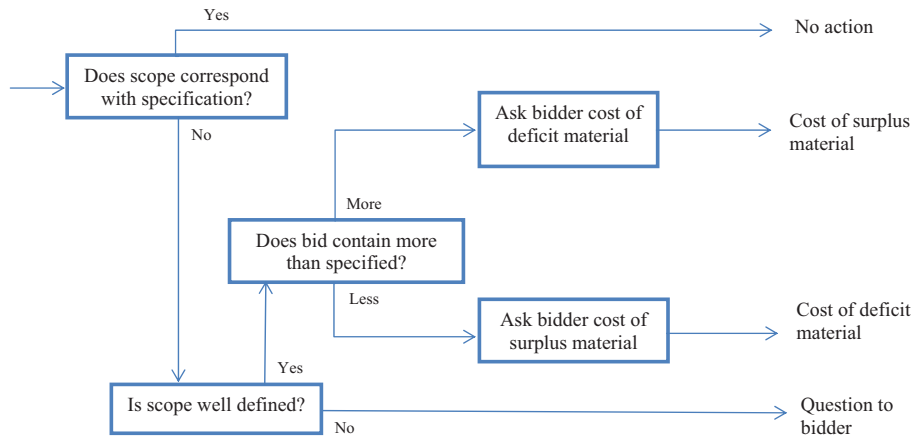 Yes
No action
Does scope correspond
with specification?
No
Ask bidder cost of
deficit material
Cost of surplus
material
More
Does bid contain more
than specified?
Less
Ask bidder cost of
surplus material
Cost of deficit
material
Yes
Is scope well defined?
No
Question to
bidder